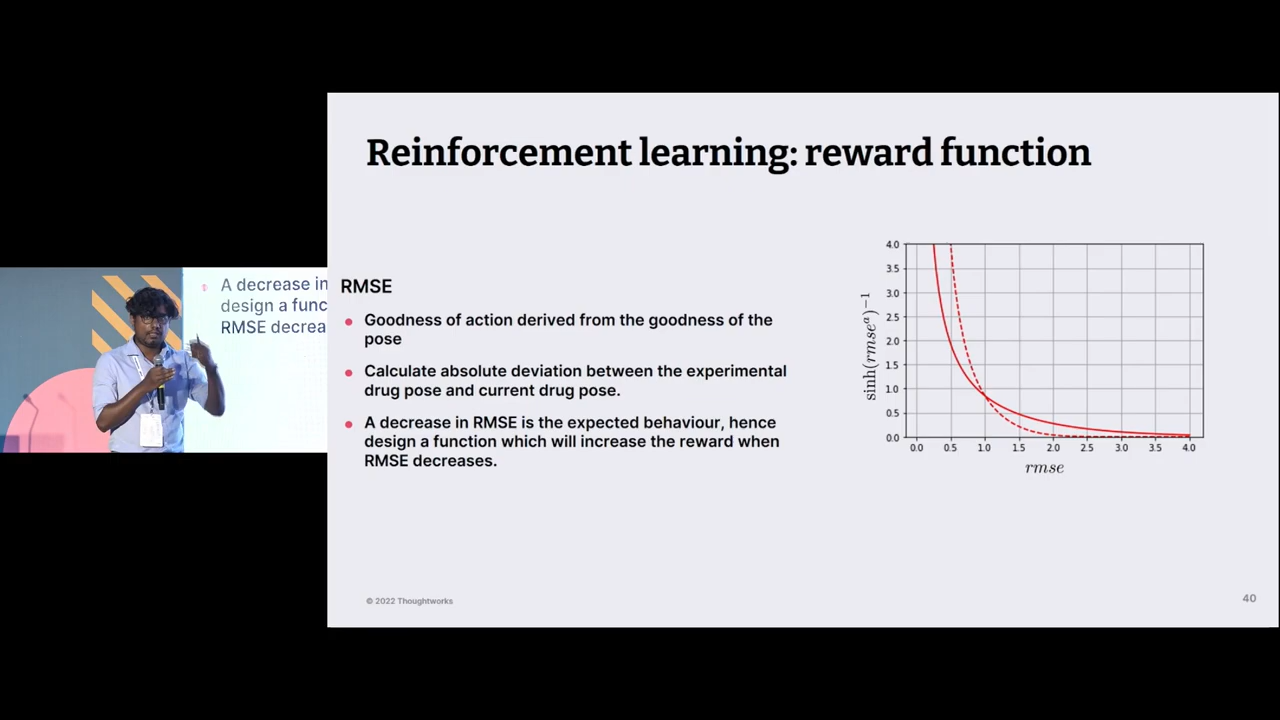 Reinforcement learning: reward function
A decrease in
design a func
RMSE decrea
RMSE
Goodness of action derived from the goodness of the
pose
Calculate absolute deviation between the experimental
drug pose and current drug pose.
A decrease in RMSE is the expected behaviour, hence
design a function which will increase the reward when
RMSE decreases.
sinh(rmseᵃ)⁻¹
4.0
3.5
3.0
2.5
2.0
1.5
1.0
0.5
0.0
0.0 0.5 1.0 1.5 2.0 2.5 3.0 3.5 4.0
rmse
© 2022 Thoughtworks
40